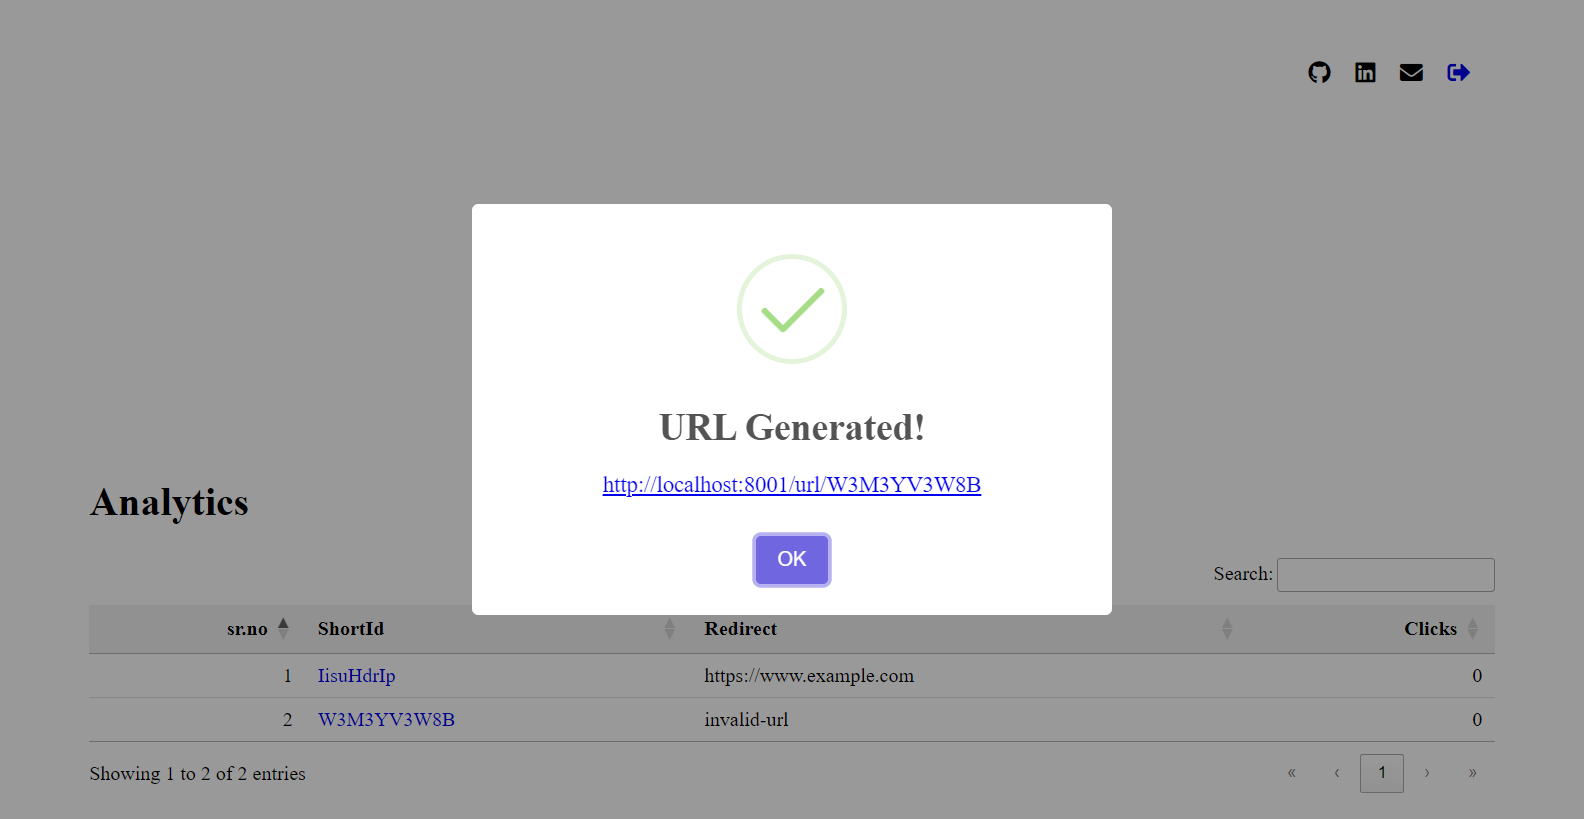 URL Generated!
http://localhost:8001/url/W3M3YV3W8B
OK
Analytics
Search:
sr.no ShortId Redirect Clicks
1 IisuHdrIp https://www.example.com 0
2 W3M3YV3W8B invalid-url 0
Showing 1 to 2 of 2 entries
« ‹ 1 › »